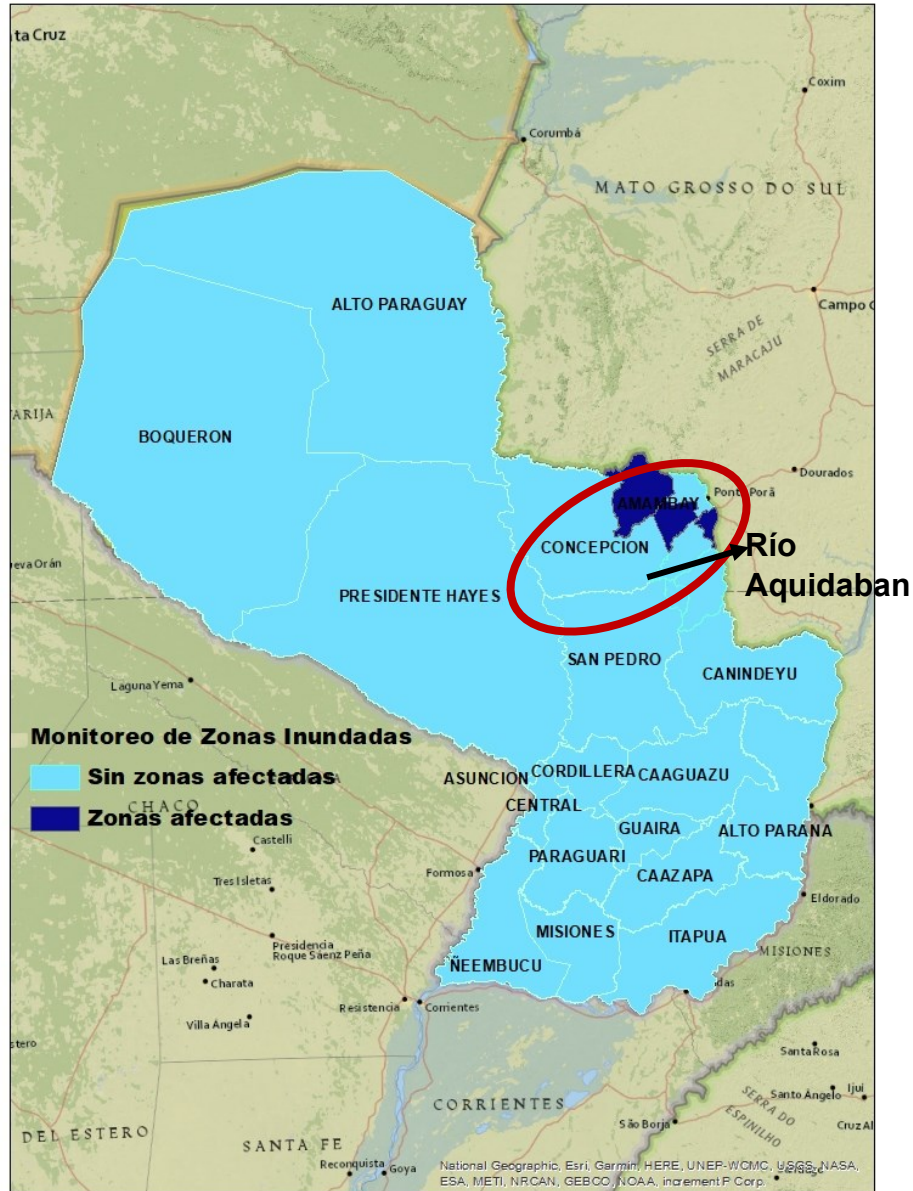 ta Cruz
Coxim
Corumbá
MATO GROSSO DO SUL
ALTO PARAGUAY
Campo
SERRA DE
MARACAJU
ARIJA
BOQUERON
Dourados
AMAMBAY
Ponta Porã
CONCEPCION
Río
Aquidaban
ueva Orán
PRESIDENTE HAYES
SAN PEDRO
CANINDEYU
Laguna Yema
Monitoreo de Zonas Inundadas
Sin zonas afectadas
Zonas afectadas
CHACO
ASUNCION
CORDILLERA
CAAGUAZU
CENTRAL
GUAIRA
ALTO PARANA
Castelli
PARAGUARI
Formosa
CAAZAPA
Tres Isletas
Eldorado
MISIONES
ITAPUA
MISIONES
Presidencia
Roque Sáenz Peña
Las Breñas
ÑEEMBUCU
Charata
das
Resistencia
Corrientes
Villa Ángela
stero
Santa Rosa
CORRIENTES
Santo Ângelo
Ijuí
SERRA DO
ESPINILHO
São Borja
Cruz Al
DEL ESTERO
SANTA FE
Reconquista
Goya
National Geographic, Esri, Garmin, HERE, UNEP-WCMC, USGS, NASA,
ESA, METI, NRCAN, GEBCO, NOAA, increment P Corp.